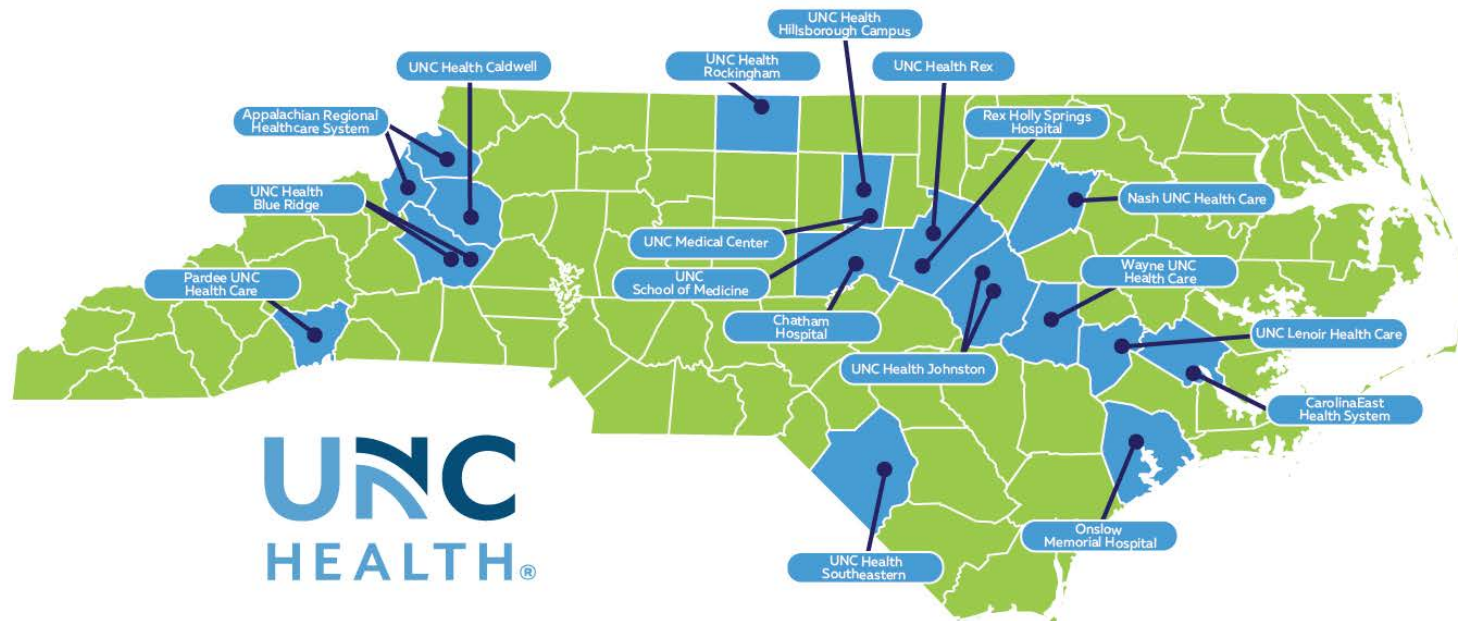 UNC Health
Hillsborough Campus
UNC Health Caldwell
UNC Health
Rockingham
UNC Health Rex
Appalachian Regional
Healthcare System
Rex Holly Springs
Hospital
UNC Health
Blue Ridge
Nash UNC Health Care
UNC Medical Center
Pardee UNC
Health Care
UNC
School of Medicine
Wayne UNC
Health Care
Chatham
Hospital
UNC Lenoir Health Care
UNC Health Johnston
CarolinaEast
Health System
UNC
HEALTH®
Onslow
Memorial Hospital
UNC Health
Southeastern